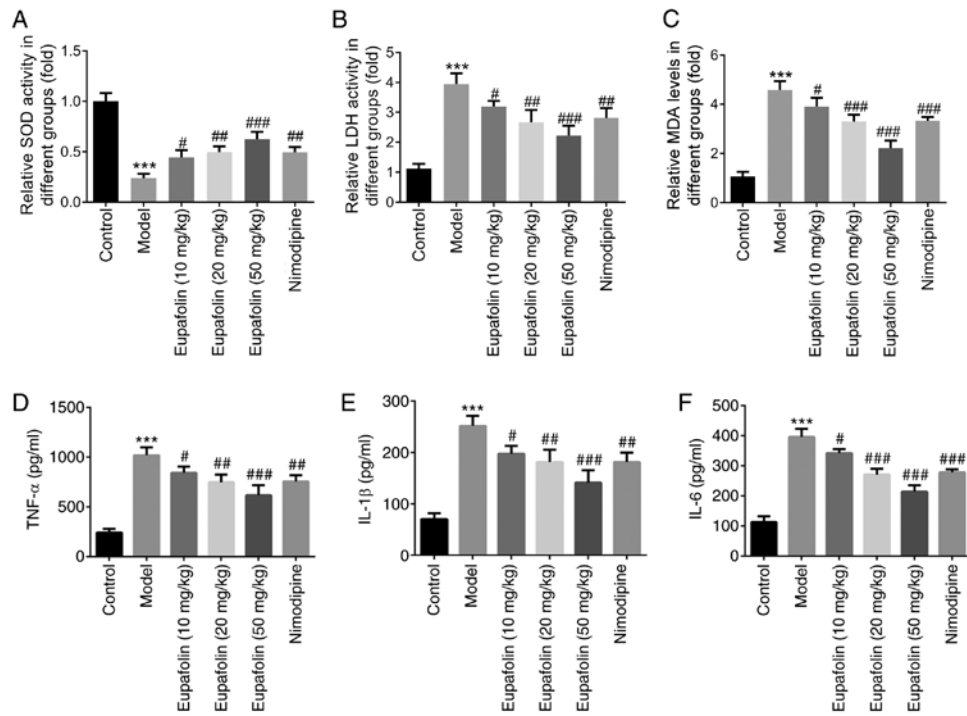 A
Relative SOD activity in
different groups (fold)
1.5
1.0
0.5
0.0
***
#
##
###
##
Control
Model
Eupafolin (10 mg/kg)
Eupafolin (20 mg/kg)
Eupafolin (50 mg/kg)
Nimodipine
B
Relative LDH activity in
different groups (fold)
5
4
3
2
1
0
***
#
##
###
##
Control
Model
Eupafolin (10 mg/kg)
Eupafolin (20 mg/kg)
Eupafolin (50 mg/kg)
Nimodipine
C
Relative MDA levels in
different groups (fold)
6
4
2
0
***
#
###
###
###
Control
Model
Eupafolin (10 mg/kg)
Eupafolin (20 mg/kg)
Eupafolin (50 mg/kg)
Nimodipine
D
TNF-α (pg/ml)
1500
1000
500
0
***
#
##
###
##
Control
Model
Eupafolin (10 mg/kg)
Eupafolin (20 mg/kg)
Eupafolin (50 mg/kg)
Nimodipine
E
IL-1β (pg/ml)
300
200
100
0
***
#
##
###
##
Control
Model
Eupafolin (10 mg/kg)
Eupafolin (20 mg/kg)
Eupafolin (50 mg/kg)
Nimodipine
F
IL-6 (pg/ml)
500
400
300
200
100
0
***
#
###
###
###
Control
Model
Eupafolin (10 mg/kg)
Eupafolin (20 mg/kg)
Eupafolin (50 mg/kg)
Nimodipine